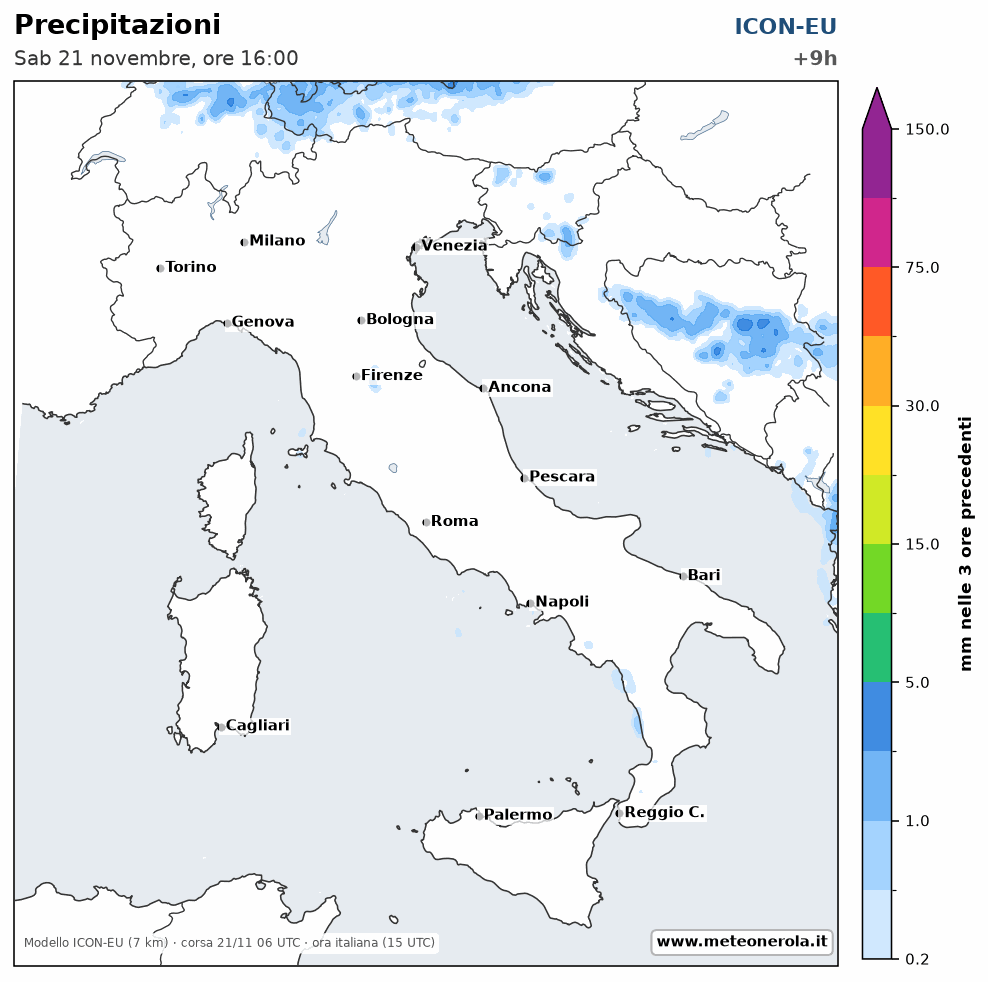 Precipitazioni
ICON-EU
Sab 21 novembre, ore 16:00
+9h
150.0
75.0
30.0
15.0
5.0
1.0
0.2
mm nelle 3 ore precedenti
Milano
Venezia
Torino
Genova
Bologna
Firenze
Ancona
Pescara
Roma
Bari
Napoli
Cagliari
Palermo
Reggio C.
Modello ICON-EU (7 km) · corsa 21/11 06 UTC · ora italiana (15 UTC)
www.meteonerola.it